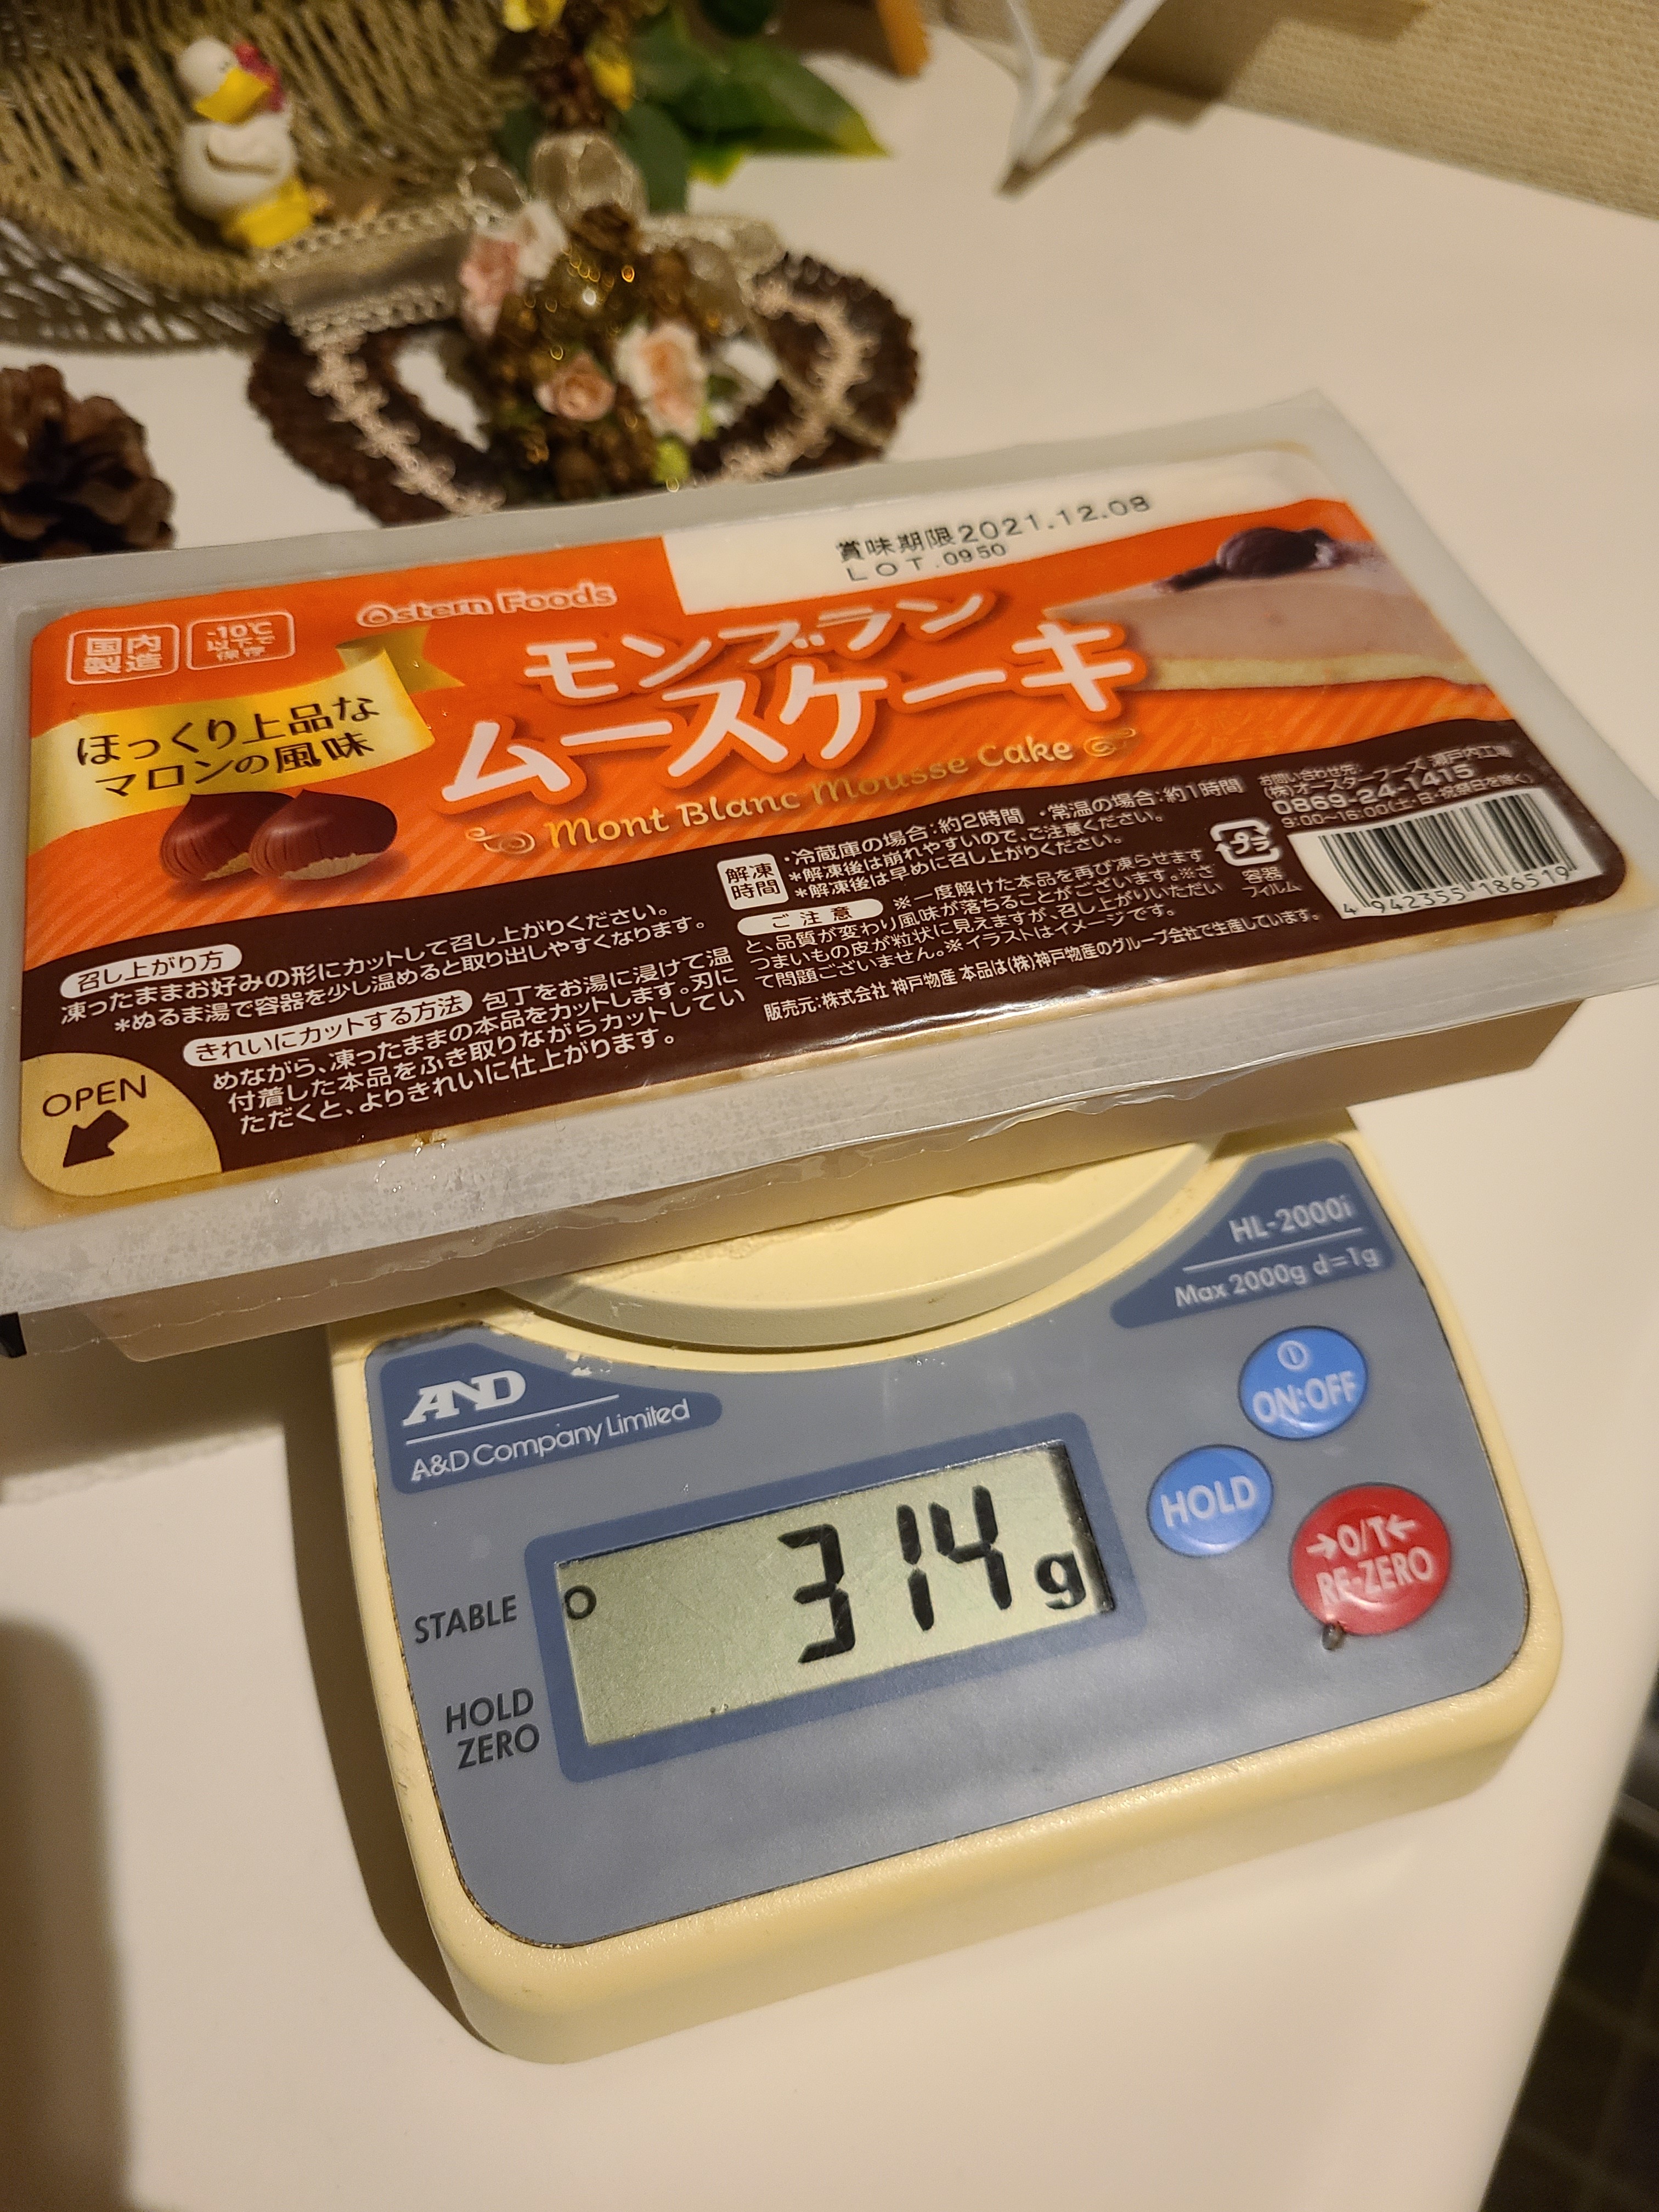 賞味期限2021.12.08
LOT.0950
Ostern Foods
国内
製造
-10℃
以下で
保存
モンブラン
ムースケーキ
Mont Blanc Mousse Cake
ほっくり上品な
マロンの風味
召し上がり方
凍ったままお好みの形にカットして召し上がりください。
*ぬるま湯で容器を少し温めると取り出しやすくなります。
きれいにカットする方法 包丁をお湯に浸けて温
めながら、凍ったままの本品をカットします。刃に
付着した本品をふき取りながらカットしてい
ただくと、よりきれいに仕上がります。
OPEN
解凍
時間
・冷蔵庫の場合:約2時間 ・常温の場合:約1時間
*解凍後は崩れやすいので、ご注意ください。
*解凍後は早めに召し上がりください。
ご注意 ※一度解けた本品を再び凍らせます
と、品質が変わり風味が落ちることがございます。※さ
つまいもの皮が粒状に見えますが、召し上がりいただい
て問題ございません。※イラストはイメージです。
販売元:株式会社 神戸物産 本品は(株)神戸物産のグループ会社で生産しています。
お問い合わせ先:
(株)オースターフーズ 瀬戸内工場
0869-24-1415
9:00~16:00(土・日・祝祭日を除く)
プラ
容器
フィルム
4 942355 186519
HL-2000i
Max 2000g d=1g
AND
A&D Company Limited
ON:OFF
HOLD
→0/T←
RE-ZERO
STABLE
314 g
HOLD
ZERO